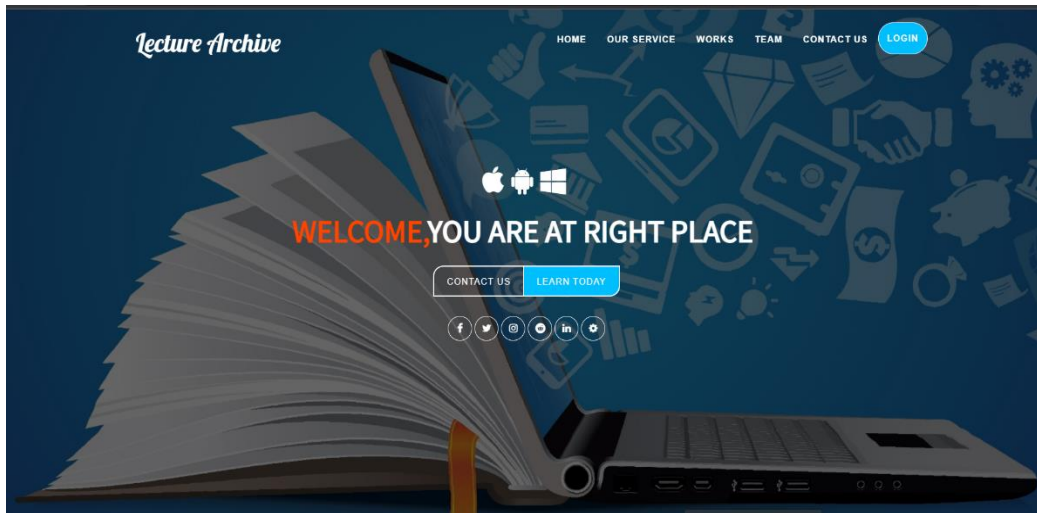 Lecture Archive
HOME OUR SERVICE WORKS TEAM CONTACT US LOGIN
WELCOME,YOU ARE AT RIGHT PLACE
CONTACT US LEARN TODAY